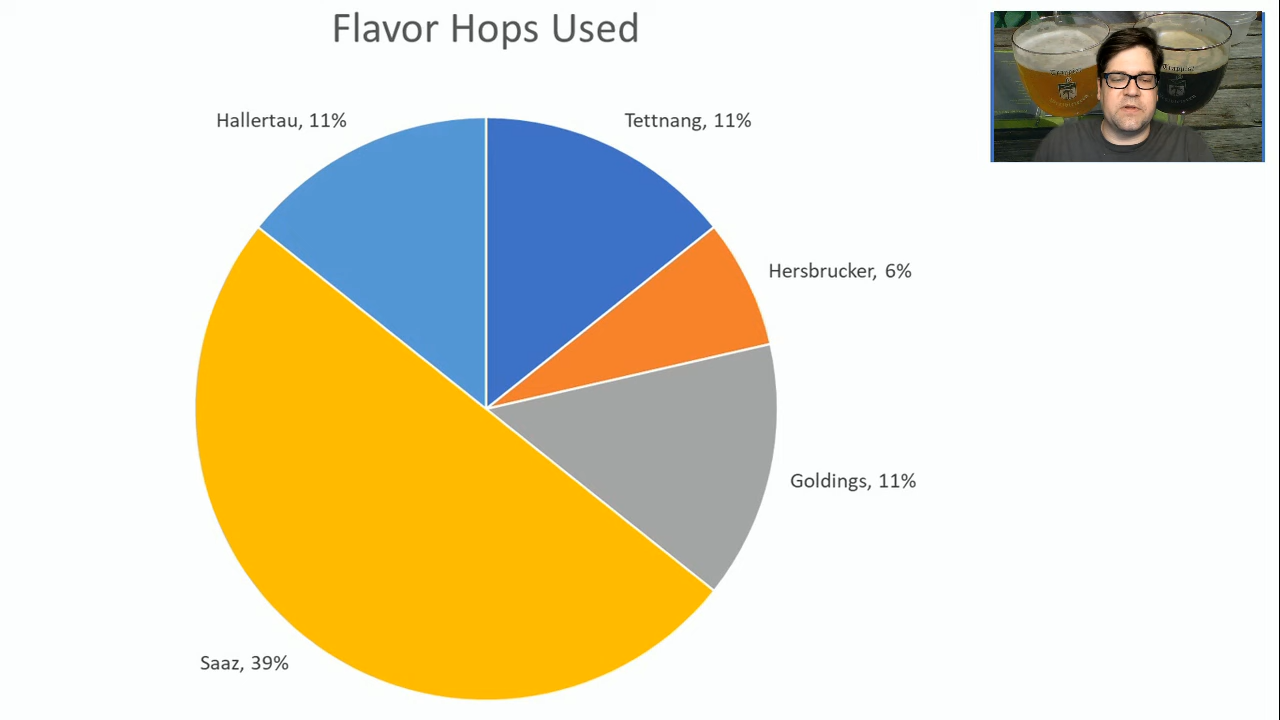 Flavor Hops Used
Hallertau, 11%
Tettnang, 11%
Hersbrucker, 6%
Goldings, 11%
Saaz, 39%